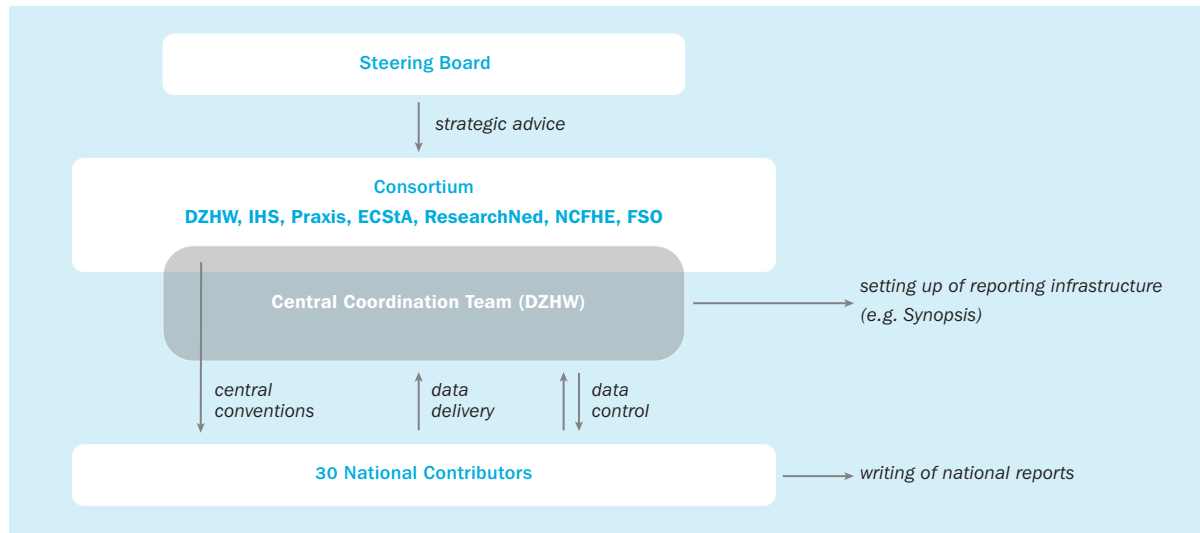 Steering Board
strategic advice
Consortium
DZHW, IHS, Praxis, ECStA, ResearchNed, NCFHE, FSO
Central Coordination Team (DZHW)
setting up of reporting infrastructure
(e.g. Synopsis)
central
conventions
data
delivery
data
control
30 National Contributors
writing of national reports